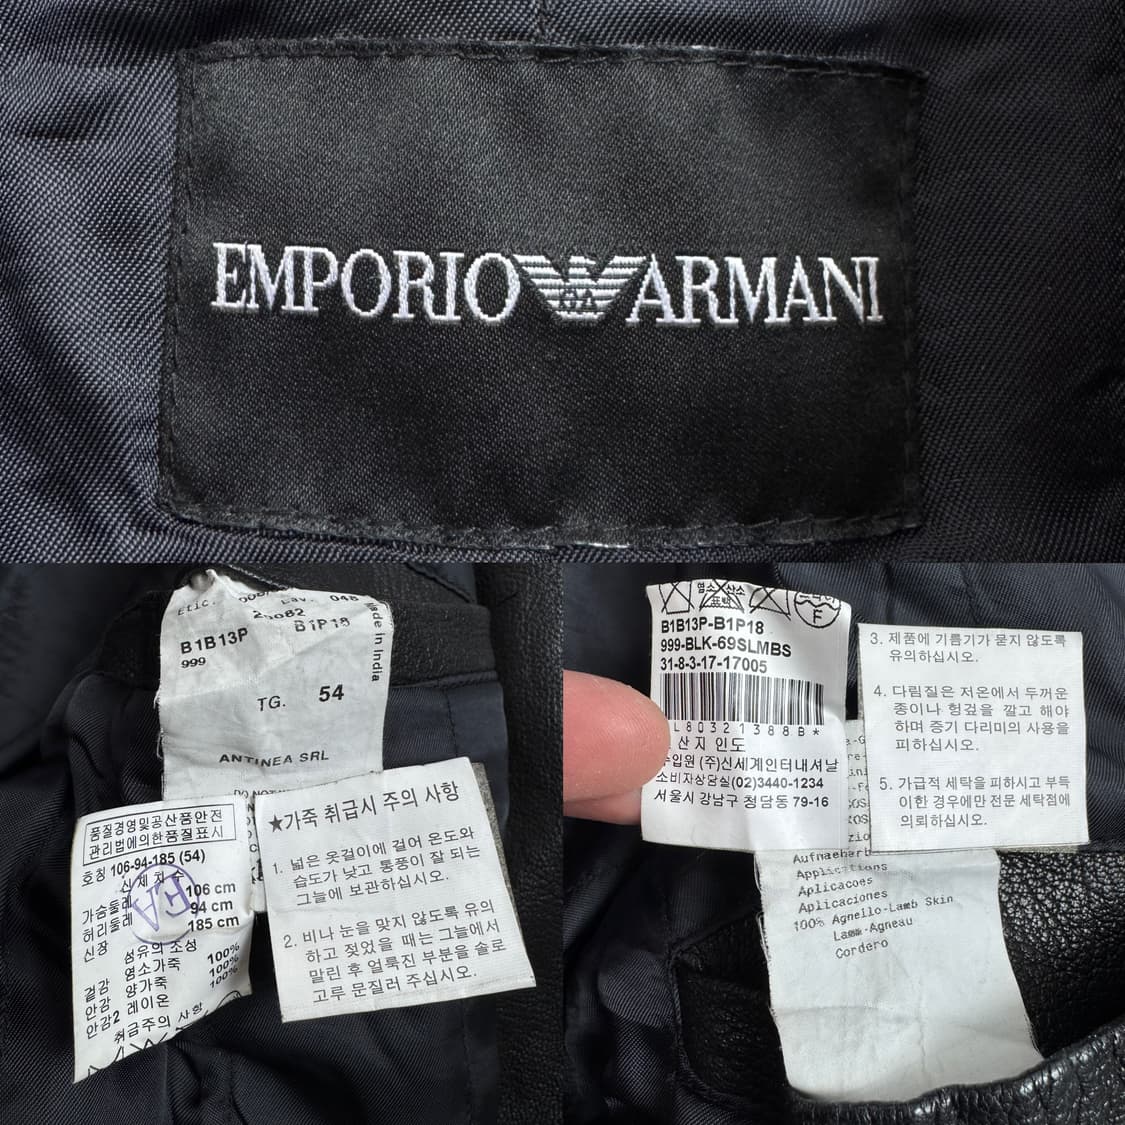 EMPORIO ARMANI
Etic.
Lav. 048
20082
B1B13P B1P18
999
Made in India
TG. 54
ANTINEA SRL
품질경영및공산품안전
관리법에의한품질표시
호칭 106-94-185 (54)
신체치수
가슴둘레 106 cm
허리둘레 94 cm
신장 185 cm
섬유의 조성
겉감 염소가죽 100%
안감 양가죽 100%
안감2 레이온 100%
취급주의 사항
EA
★가죽 취급시 주의 사항
1. 넓은 옷걸이에 걸어 온도와
습도가 낮고 통풍이 잘 되는
그늘에 보관하십시오.
2. 비나 눈을 맞지 않도록 유의
하고 젖었을 때는 그늘에서
말린 후 얼룩진 부분을 솔로
고루 문질러 주십시오.
염소산소
표백
F
B1B13P-B1P18
999-BLK-69SLMBS
31-8-3-17-17005
L80321388B*
산지 인도
수입원 (주)신세계인터내셔날
소비자상담실(02)3440-1234
서울시 강남구 청담동 79-16
3. 제품에 기름기가 묻지 않도록
유의하십시오.
4. 다림질은 저온에서 두꺼운
종이나 헝겊을 깔고 해야
하며 증기 다리미의 사용을
피하십시오.
5. 가급적 세탁을 피하시고 부득
이한 경우에만 전문 세탁점에
의뢰하십시오.
Applications
Aplicacoes
Aplicaciones
100% Agnello-Lamb Skin
Lamm-Agneau
Cordero